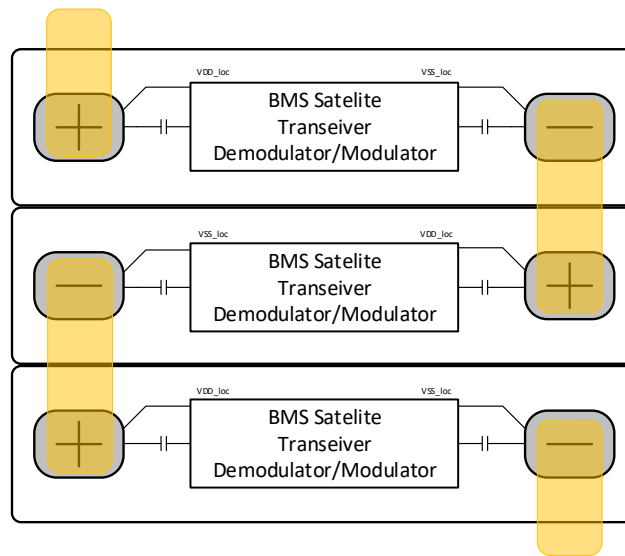 VDD_loc
VSS_loc
BMS Satelite
Transeiver
Demodulator/Modulator
+
−
VSS_loc
VDD_loc
BMS Satelite
Transeiver
Demodulator/Modulator
−
+
VDD_loc
VSS_loc
BMS Satelite
Transeiver
Demodulator/Modulator
+
−